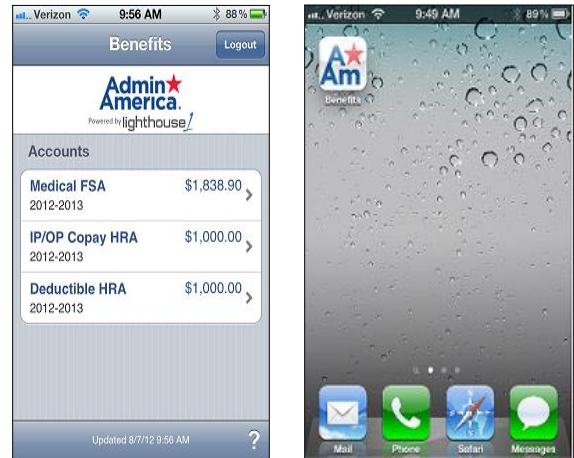 Verizon 9:56 AM 88%
Benefits Logout
Admin
America.
Powered by lighthouse1
Accounts
Medical FSA $1,838.90
2012-2013
IP/OP Copay HRA $1,000.00
2012-2013
Deductible HRA $1,000.00
2012-2013
Updated 8/7/12 9:56 AM ?
Verizon 9:49 AM 89%
A
Am
Benefits
Mail Phone Safari Messages